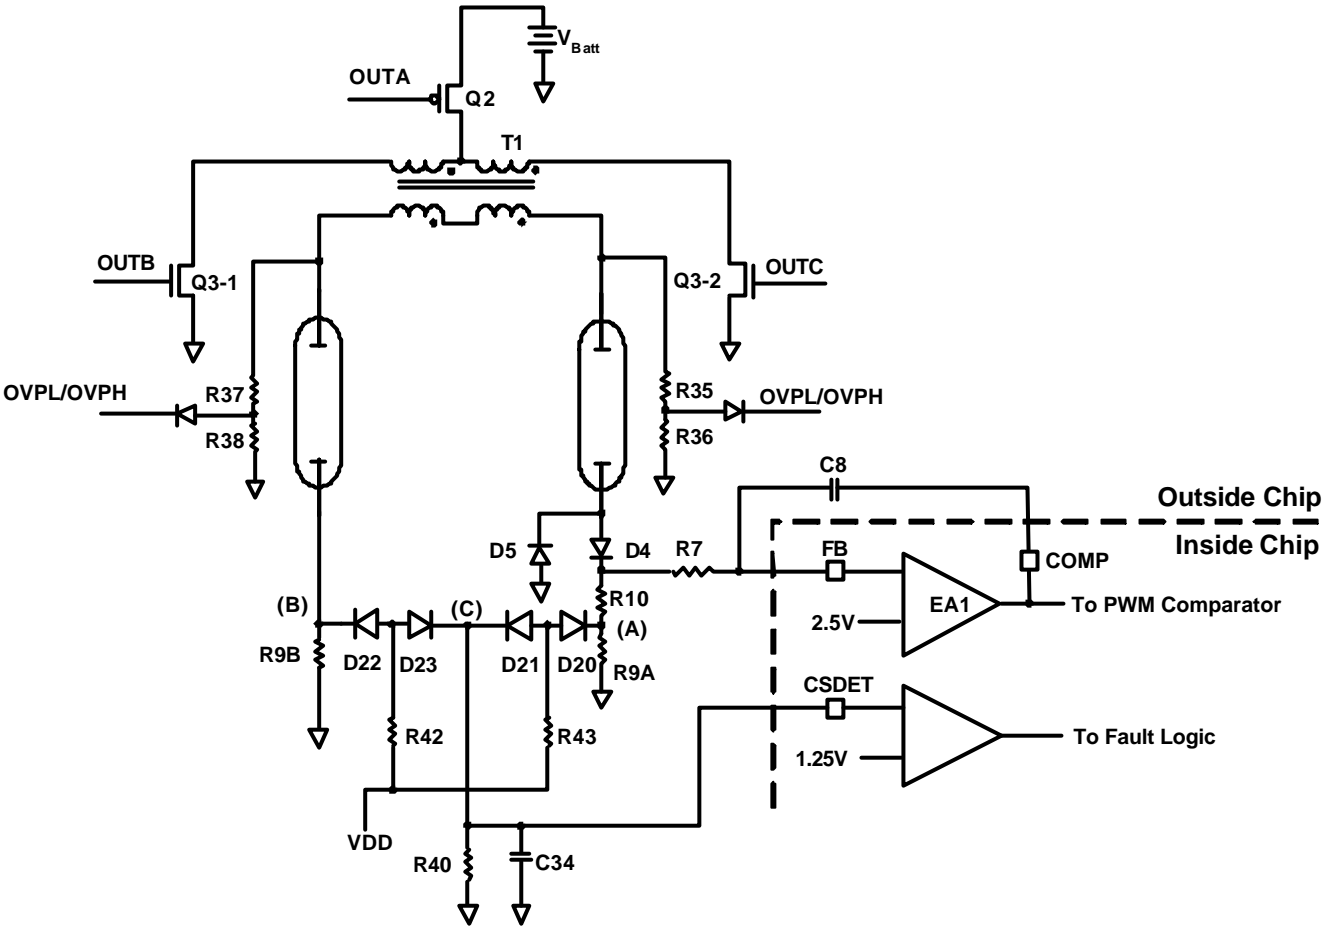 V Batt
OUTA
Q2
T1
OUTB
Q3-1
Q3-2
OUTC
OVPL/OVPH
R37
R35
OVPL/OVPH
R38
R36
C8
Outside Chip
Inside Chip
D5
D4
R7
FB
COMP
(B)
(C)
R10
(A)
EA1
To PWM Comparator
2.5V
R9B
D22
D23
D21
D20
R9A
CSDET
R42
R43
To Fault Logic
1.25V
VDD
R40
C34